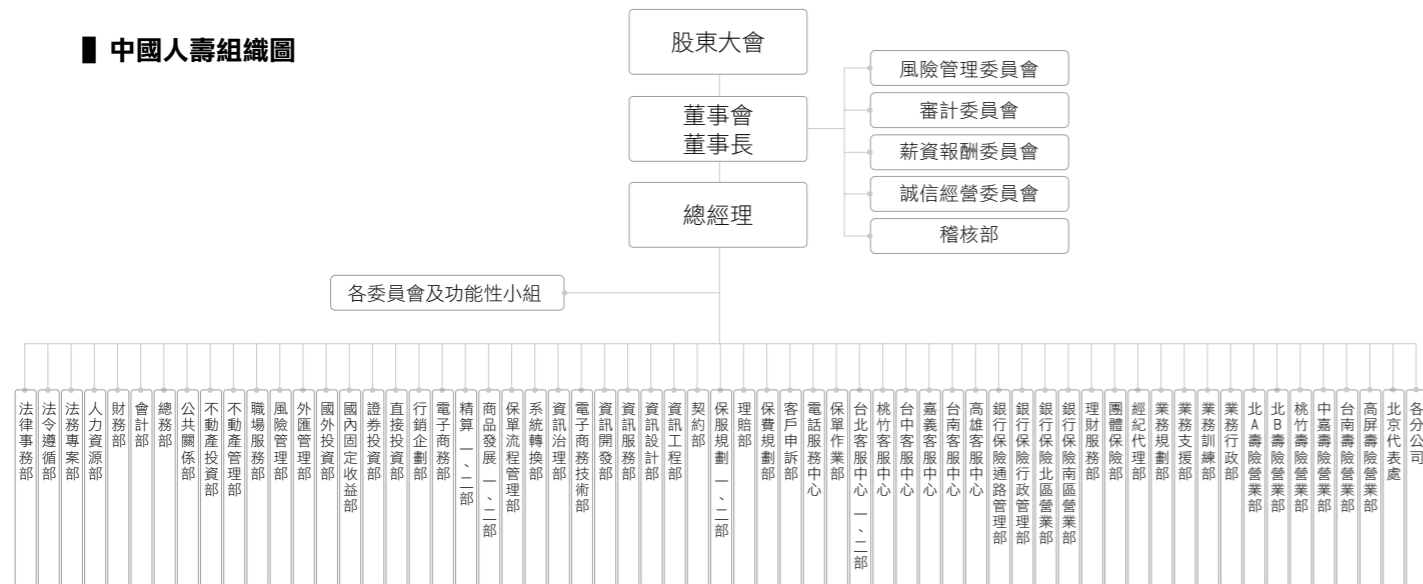 中國人壽組織圖
股東大會
董事會
董事長
總經理
風險管理委員會
審計委員會
薪資報酬委員會
誠信經營委員會
稽核部
各委員會及功能性小組
法律事務部
法令遵循部
法務專案部
人力資源部
財務部
會計部
總務部
公共關係部
不動產投資部
不動產管理部
職場服務部
風險管理部
外匯管理部
國外投資部
國內固定收益部
證券投資部
直接投資部
行銷企劃部
電子商務部
精算一、二部
商品發展一、二部
保單流程管理部
系統轉換部
資訊治理部
電子商務技術部
資訊開發部
資訊服務部
資訊設計部
資訊工程部
契約部
保服規劃一、二部
理賠部
保費規劃部
客戶申訴部
電話服務中心
保單作業部
台北客服中心一、二部
桃竹客服中心
台中客服中心
嘉義客服中心
台南客服中心
高雄客服中心
銀行保險通路管理部
銀行保險行政管理部
銀行保險北區營業部
銀行保險南區營業部
理財服務部
團體保險部
經紀代理部
業務規劃部
業務支援部
業務訓練部
業務行政部
北A壽險營業部
北B壽險營業部
桃竹壽險營業部
中嘉壽險營業部
台南壽險營業部
高屏壽險營業部
北京代表處
各分公司